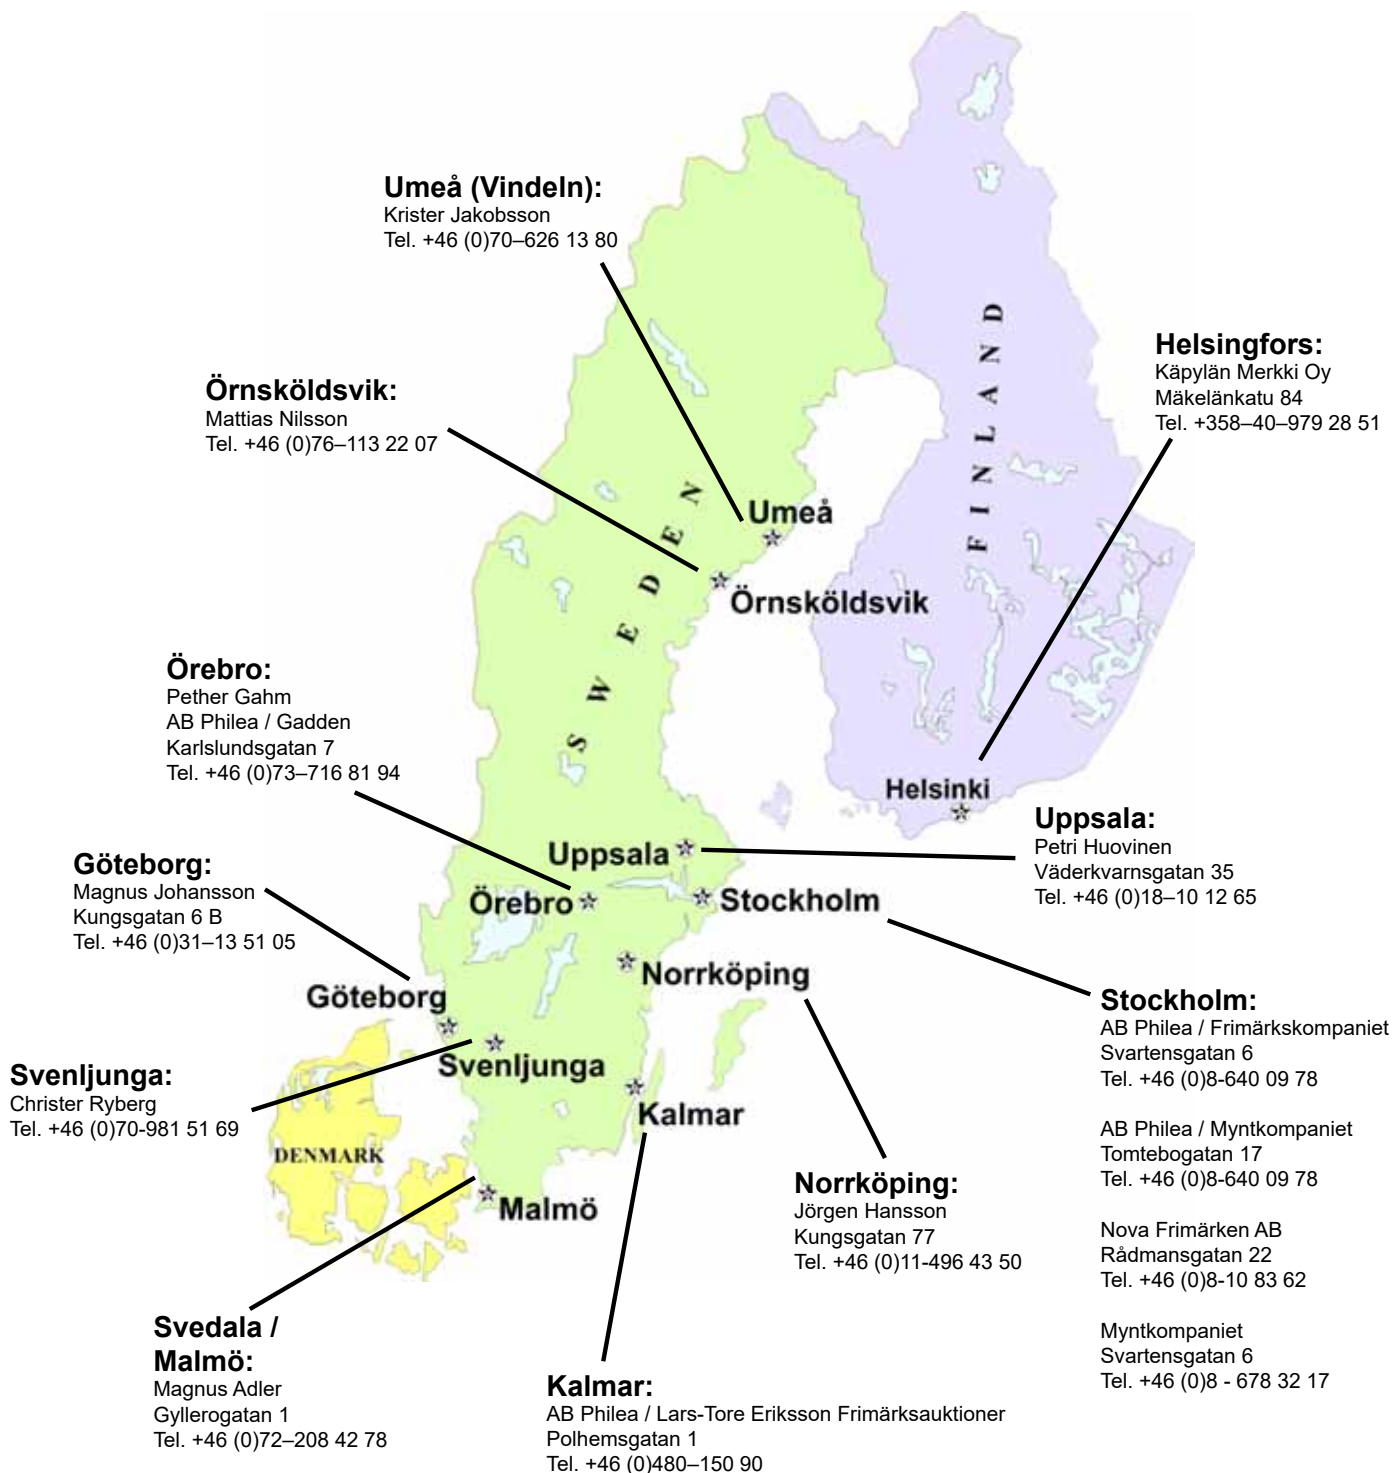 Umeå (Vindeln):
Krister Jakobsson
Tel. +46 (0)70–626 13 80
Örnsköldsvik:
Mattias Nilsson
Tel. +46 (0)76–113 22 07
Helsingfors:
Käpylän Merkki Oy
Mäkelänkatu 84
Tel. +358–40–979 28 51
FINLAND
SWEDEN
Umeå
Örnsköldsvik
Örebro:
Pether Gahm
AB Philea / Gadden
Karlslundsgatan 7
Tel. +46 (0)73–716 81 94
Helsinki
Uppsala:
Petri Huovinen
Väderkvarnsgatan 35
Tel. +46 (0)18–10 12 65
Uppsala
Göteborg:
Magnus Johansson
Kungsgatan 6 B
Tel. +46 (0)31–13 51 05
Örebro
Stockholm
Norrköping
Göteborg
Stockholm:
AB Philea / Frimärkskompaniet
Svartensgatan 6
Tel. +46 (0)8-640 09 78
AB Philea / Myntkompaniet
Tomtebogatan 17
Tel. +46 (0)8-640 09 78
Nova Frimärken AB
Rådmansgatan 22
Tel. +46 (0)8-10 83 62
Myntkompaniet
Svartensgatan 6
Tel. +46 (0)8 - 678 32 17
Svenljunga:
Christer Ryberg
Tel. +46 (0)70-981 51 69
Svenljunga
Kalmar
DENMARK
Malmö
Norrköping:
Jörgen Hansson
Kungsgatan 77
Tel. +46 (0)11-496 43 50
Svedala /
Malmö:
Magnus Adler
Gyllerogatan 1
Tel. +46 (0)72–208 42 78
Kalmar:
AB Philea / Lars-Tore Eriksson Frimärksauktioner
Polhemsgatan 1
Tel. +46 (0)480–150 90